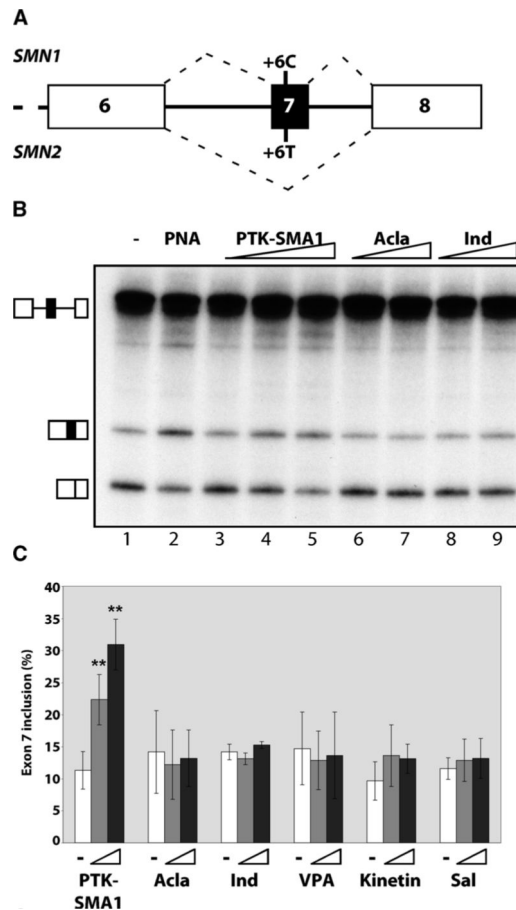 A
SMN1
+6C
6 7 8
+6T
SMN2
B
- PNA PTK-SMA1 Acla Ind
1 2 3 4 5 6 7 8 9
C
Exon 7 inclusion (%)
40
35
30
25
20
15
10
5
0
** **
- - - - - -
PTK- Acla Ind VPA Kinetin Sal
SMA1